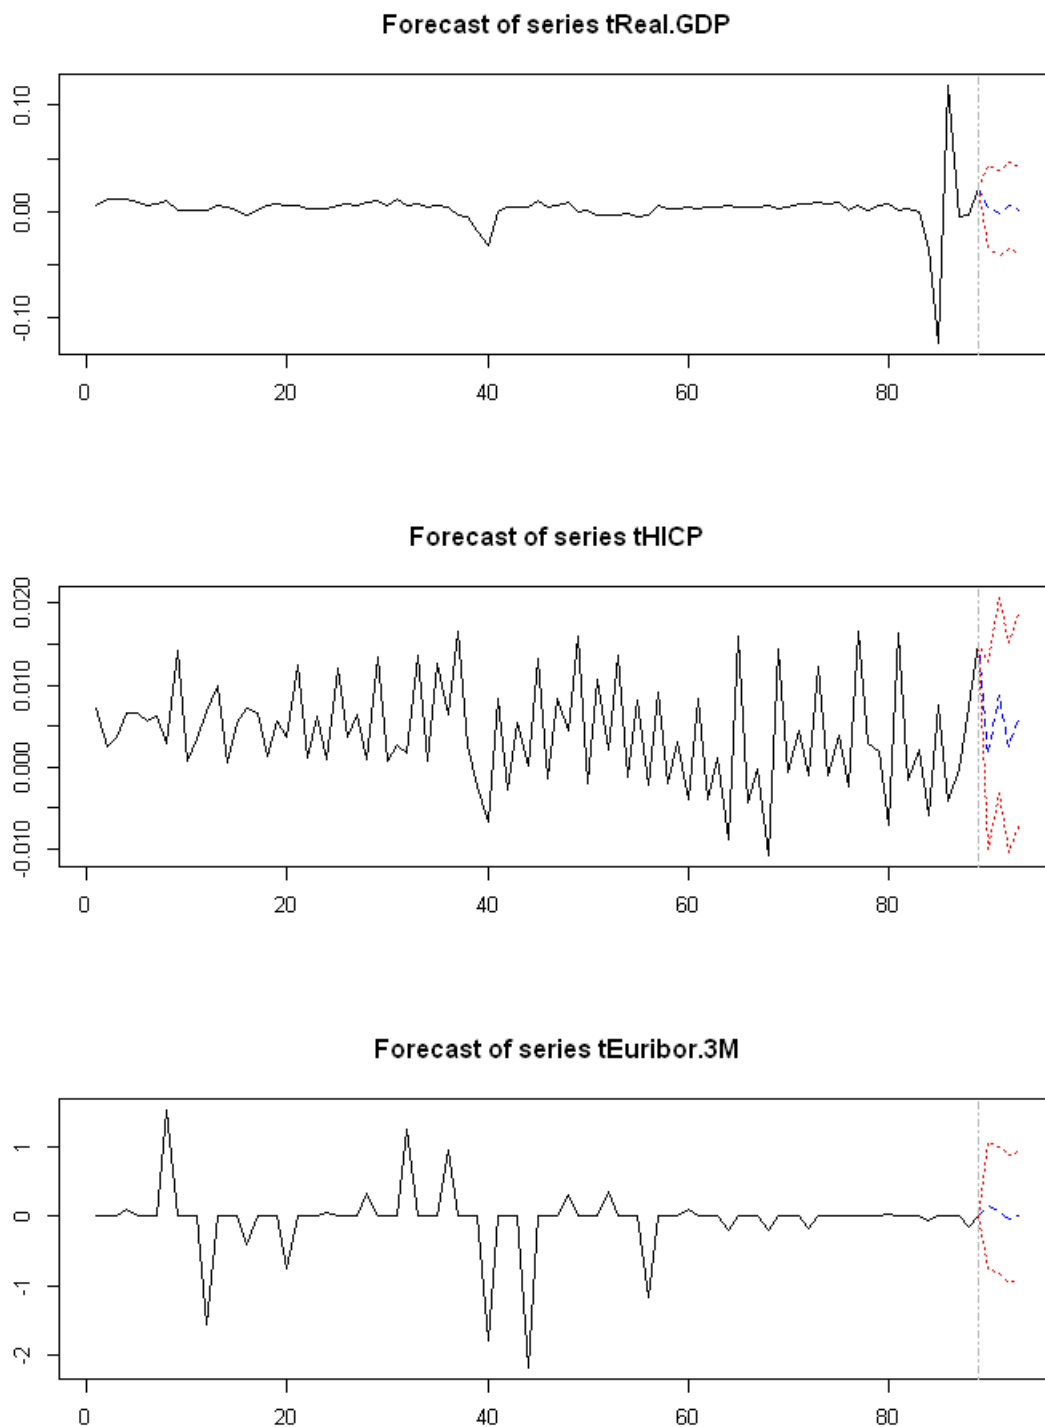 Forecast of series tReal.GDP
0.10
0.00
-0.10
0 20 40 60 80
Forecast of series tHICP
0.020
0.010
0.000
-0.010
0 20 40 60 80
Forecast of series tEuribor.3M
1
0
-1
-2
0 20 40 60 80